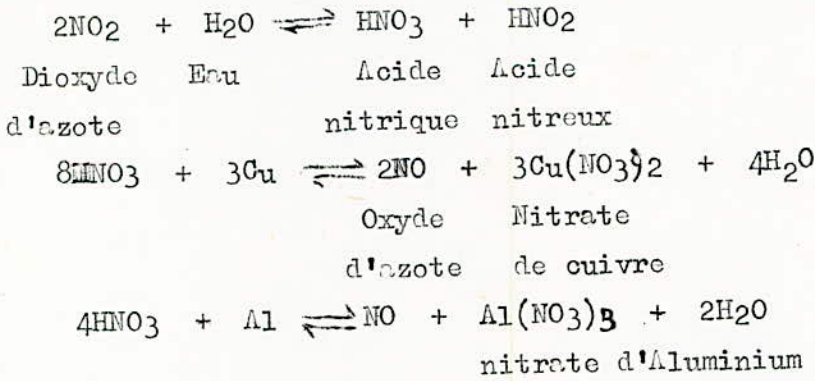 2NO2 + H2O ⇌ HNO3 + HNO2
Dioxyde Eau Acide Acide
d'azote nitrique nitreux
8HNO3 + 3Cu ⇌ 2NO + 3Cu(NO3)2 + 4H2O
Oxyde Nitrate
d'azote de cuivre
4HNO3 + Al ⇌ NO + Al(NO3)3 + 2H2O
nitrate d'Aluminium